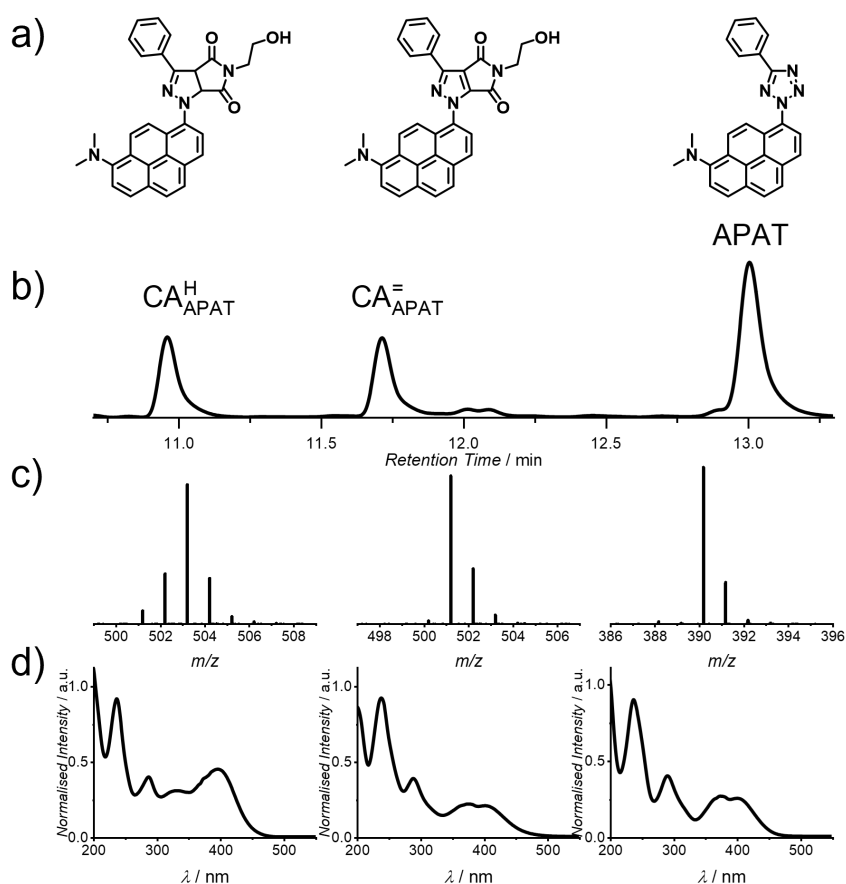 a)
O
OH
N
N
N
O
N
O
OH
N
N
N
O
N
N
N
N
N
N
b)
CA H APAT
CA = APAT
APAT
11.0 11.5 12.0 12.5 13.0
Retention Time / min
c)
500 502 504 506 508
m/z
498 500 502 504 506
m/z
386 388 390 392 394 396
m/z
d)
Normalised Intensity / a.u.
1.0
0.5
0.0
200 300 400 500
λ / nm
Normalised Intensity / a.u.
1.0
0.5
0.0
200 300 400 500
λ / nm
Normalised Intensity / a.u.
1.0
0.5
0.0
200 300 400 500
λ / nm